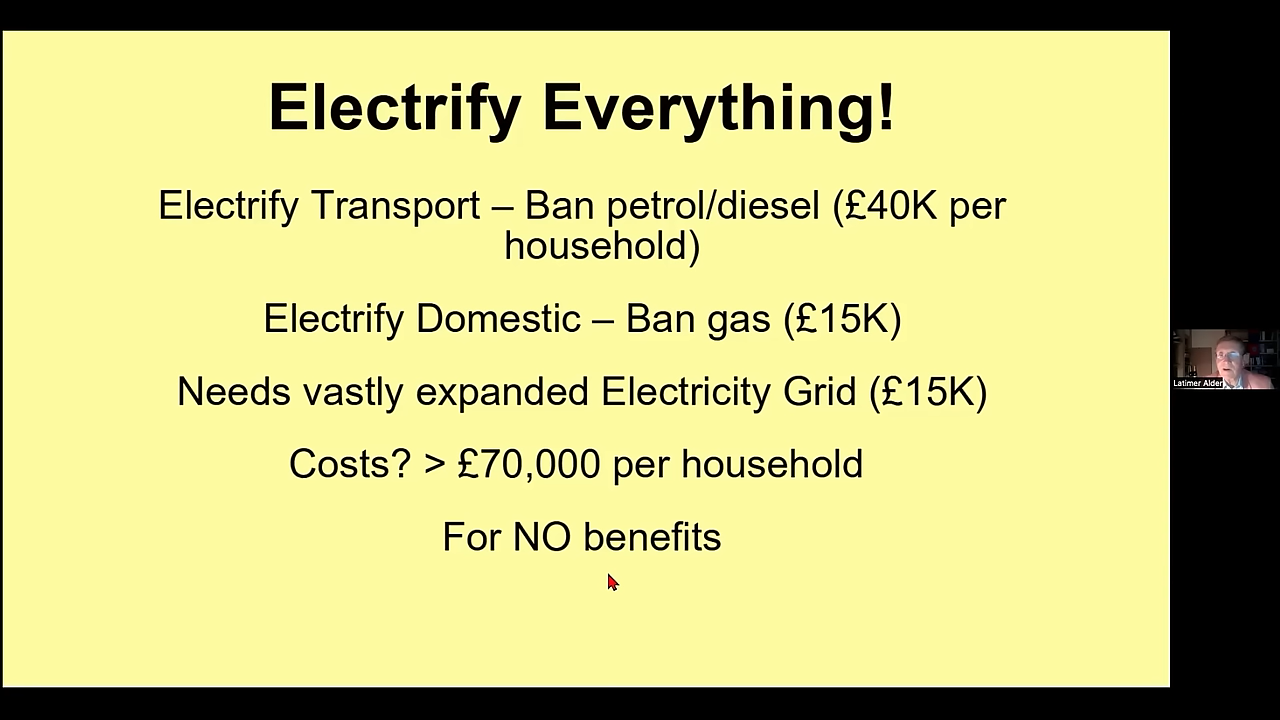 Electrify Everything!
Electrify Transport – Ban petrol/diesel (£40K per
household)
Electrify Domestic – Ban gas (£15K)
Needs vastly expanded Electricity Grid (£15K)
Costs? > £70,000 per household
For NO benefits
Latimer Alder